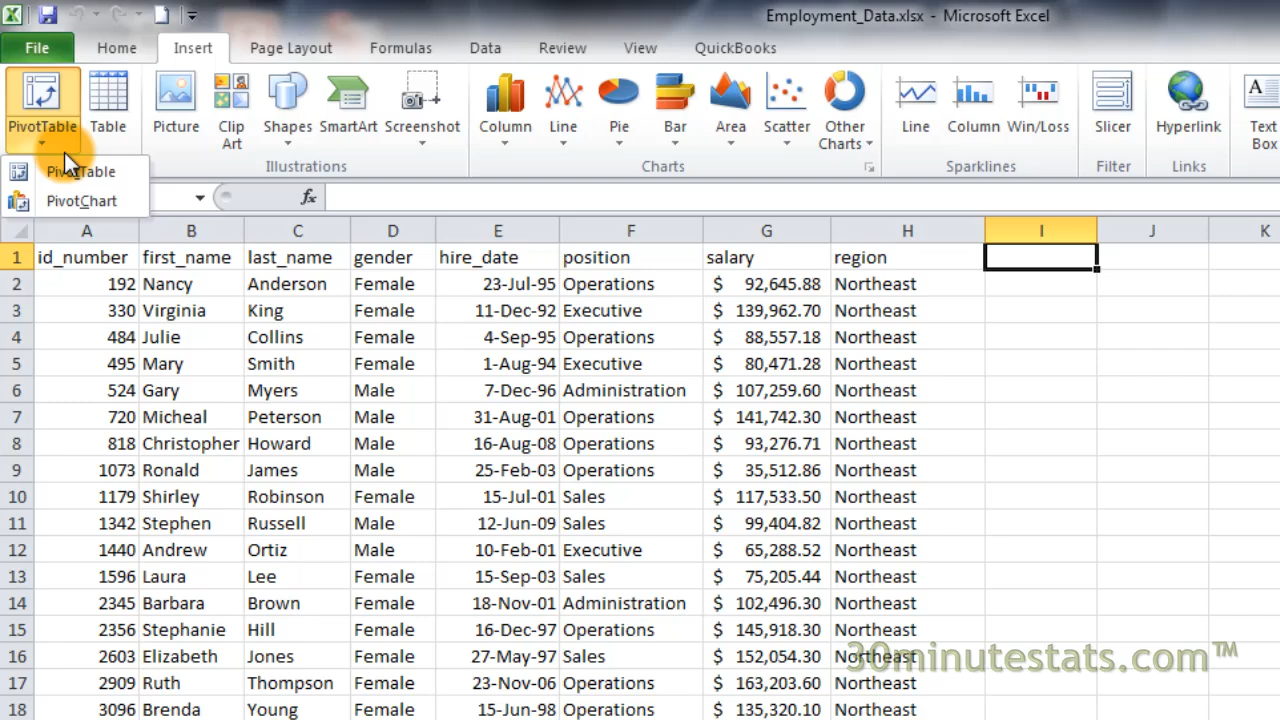 Employment_Data.xlsx - Microsoft Excel
File Home Insert Page Layout Formulas Data Review View QuickBooks
PivotTable Table Picture Clip Art Shapes SmartArt Screenshot Column Line Pie Bar Area Scatter Other Charts Line Column Win/Loss Slicer Hyperlink Text Box
Illustrations Charts Sparklines Filter Links
PivotTable
PivotChart
fx
A B C D E F G H I J K
1 id_number first_name last_name gender hire_date position salary region
2 192 Nancy Anderson Female 23-Jul-95 Operations $ 92,645.88 Northeast
3 330 Virginia King Female 11-Dec-92 Executive $ 139,962.70 Northeast
4 484 Julie Collins Female 4-Sep-95 Operations $ 88,557.18 Northeast
5 495 Mary Smith Female 1-Aug-94 Executive $ 80,471.28 Northeast
6 524 Gary Myers Male 7-Dec-96 Administration $ 107,259.60 Northeast
7 720 Micheal Peterson Male 31-Aug-01 Operations $ 141,742.30 Northeast
8 818 Christopher Howard Male 16-Aug-08 Operations $ 93,276.71 Northeast
9 1073 Ronald James Male 25-Feb-03 Operations $ 35,512.86 Northeast
10 1179 Shirley Robinson Female 15-Jul-01 Sales $ 117,533.50 Northeast
11 1342 Stephen Russell Male 12-Jun-09 Sales $ 99,404.82 Northeast
12 1440 Andrew Ortiz Male 10-Feb-01 Executive $ 65,288.52 Northeast
13 1596 Laura Lee Female 15-Sep-03 Sales $ 75,205.44 Northeast
14 2345 Barbara Brown Female 18-Nov-01 Administration $ 102,496.30 Northeast
15 2356 Stephanie Hill Female 16-Dec-97 Operations $ 145,918.30 Northeast
16 2603 Elizabeth Jones Female 27-May-97 Sales $ 152,054.30 Northeast
30minutestats.com™
17 2909 Ruth Thompson Female 23-Nov-06 Operations $ 163,203.60 Northeast
18 3096 Brenda Young Female 15-Jun-98 Operations $ 135,320.10 Northeast